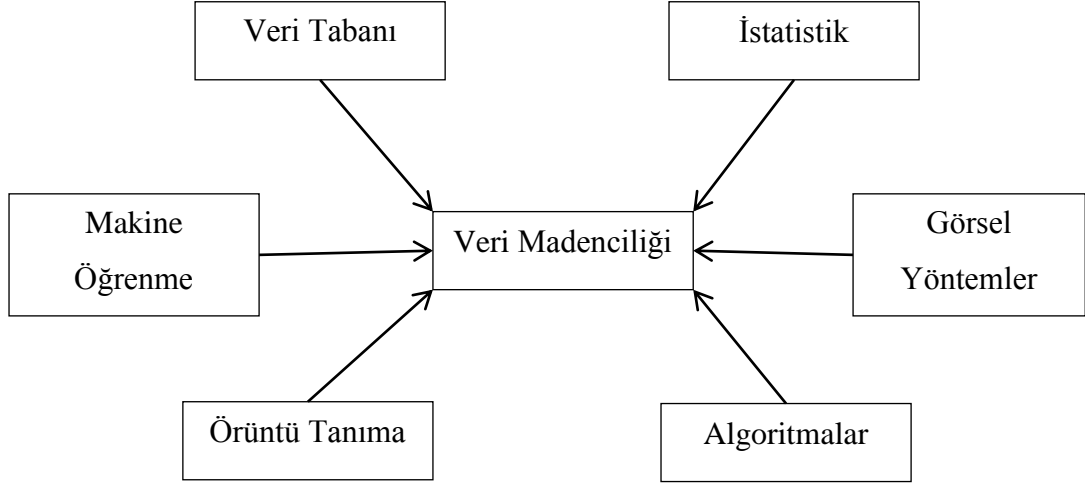 Veri Tabanı
İstatistik
Makine
Öğrenme
Veri Madenciliği
Görsel
Yöntemler
Örüntü Tanıma
Algoritmalar